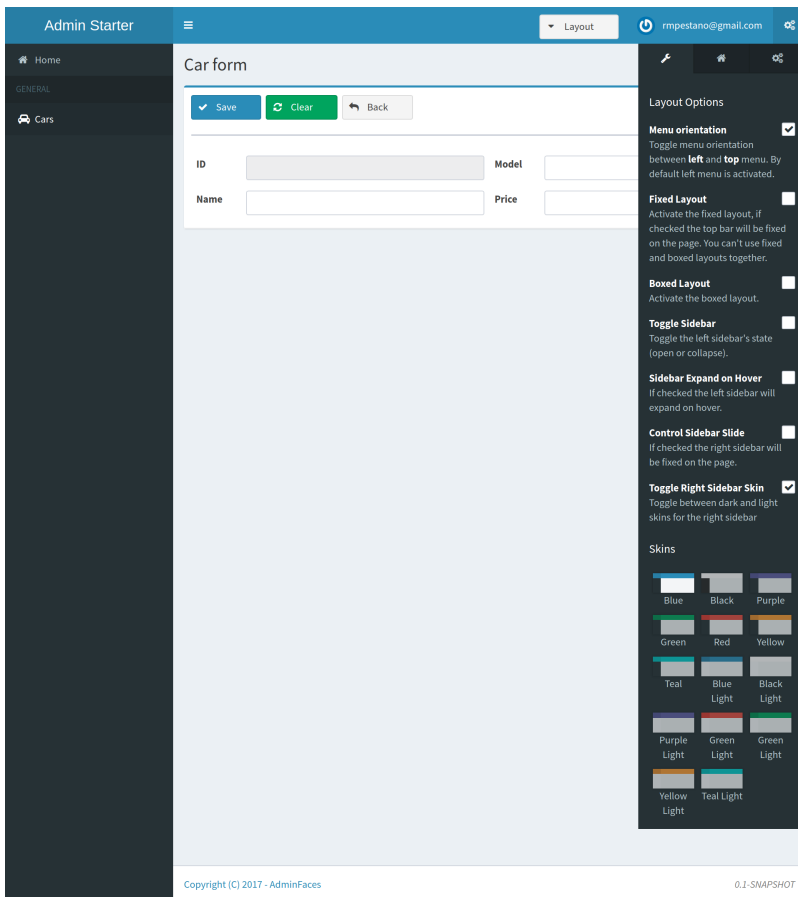 Admin Starter
Layout
rmpestano@gmail.com
Home
GENERAL
Cars
Car form
Save
Clear
Back
ID
Model
Name
Price
Layout Options
Menu orientation
Toggle menu orientation
between left and top menu. By
default left menu is activated.
Fixed Layout
Activate the fixed layout, if
checked the top bar will be fixed
on the page. You can't use fixed
and boxed layouts together.
Boxed Layout
Activate the boxed layout.
Toggle Sidebar
Toggle the left sidebar's state
(open or collapse).
Sidebar Expand on Hover
If checked the left sidebar will
expand on hover.
Control Sidebar Slide
If checked the right sidebar will
be fixed on the page.
Toggle Right Sidebar Skin
Toggle between dark and light
skins for the right sidebar
Skins
Blue
Black
Purple
Green
Red
Yellow
Teal
Blue
Light
Black
Light
Purple
Light
Green
Light
Green
Light
Yellow
Light
Teal Light
Copyright (C) 2017 - AdminFaces
0.1-SNAPSHOT